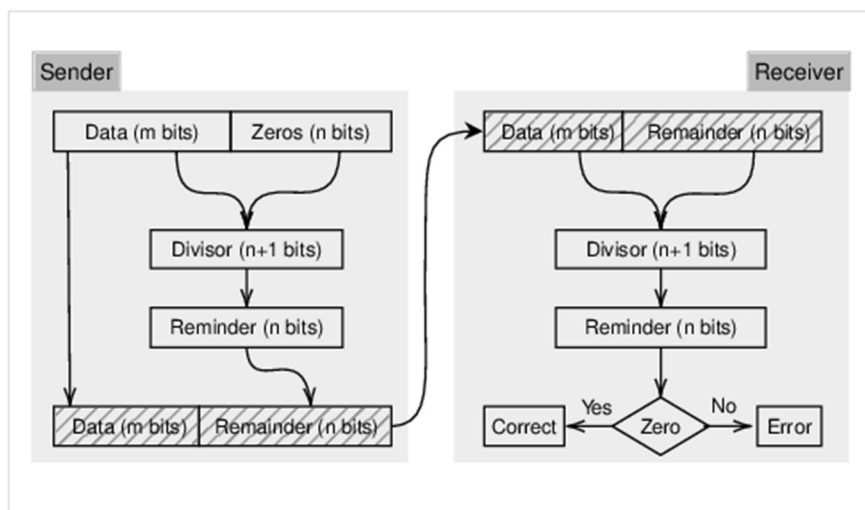 Sender
Data (m bits)
Zeros (n bits)
Divisor (n+1 bits)
Reminder (n bits)
Data (m bits)
Remainder (n bits)
Receiver
Data (m bits)
Remainder (n bits)
Divisor (n+1 bits)
Reminder (n bits)
Correct
Yes
Zero
No
Error